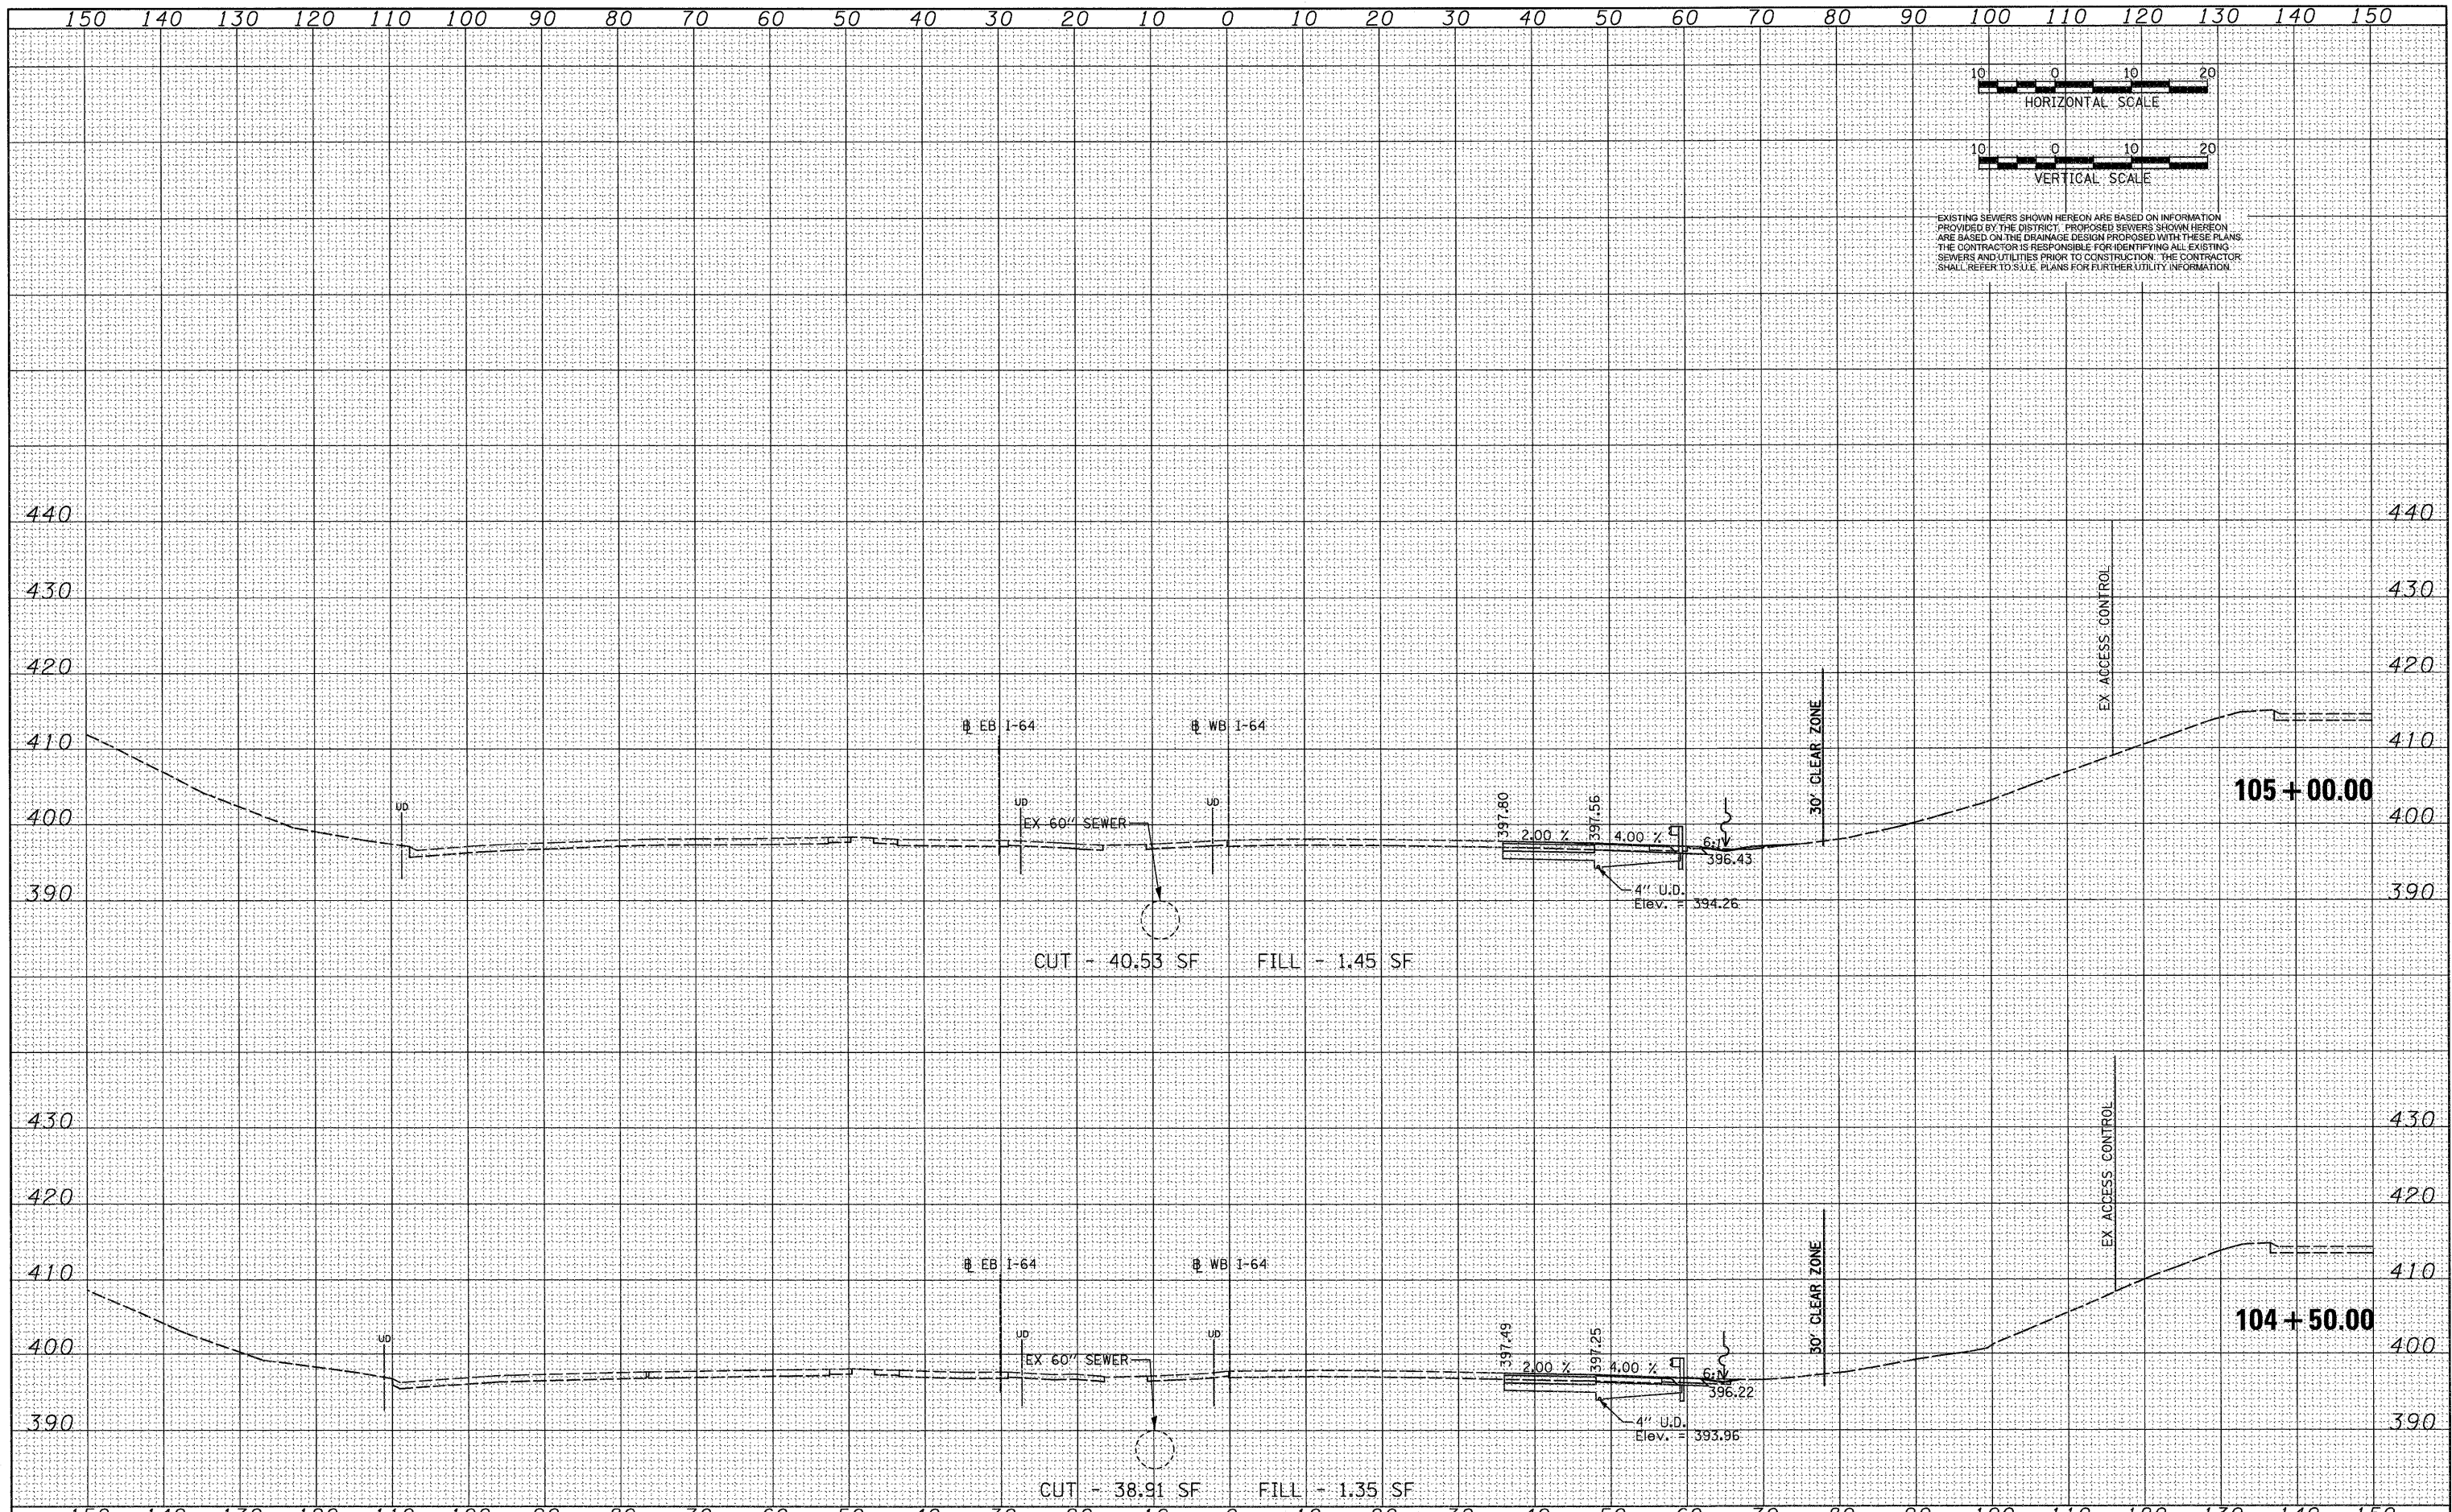 150 140 130 120 110 100 90 80 70 60 50 40 30 20 10 0 10 20 30 40 50 60 70 80 90 100 110 120 130 140 150
10 0 10 20
HORIZONTAL SCALE
10 0 10 20
VERTICAL SCALE
EXISTING SEWERS SHOWN HEREON ARE BASED ON INFORMATION
PROVIDED BY THE DISTRICT. PROPOSED SEWERS SHOWN HEREON
ARE BASED ON THE DRAINAGE DESIGN PROPOSED WITH THESE PLANS.
THE CONTRACTOR IS RESPONSIBLE FOR IDENTIFYING ALL EXISTING
SEWERS AND UTILITIES PRIOR TO CONSTRUCTION. THE CONTRACTOR
SHALL REFER TO S.U.E. PLANS FOR FURTHER UTILITY INFORMATION.
440 440
430 430
EX ACCESS CONTROL
420 420
℄ EB I-64
℄ WB I-64
30' CLEAR ZONE
410 410
105 + 00.00
UD
UD
UD
EX 60" SEWER
397.80
397.56
400 400
2.00 %
4.00 %
6:1
396.43
4" U.D.
Elev. = 394.26
390 390
CUT - 40.53 SF FILL - 1.45 SF
430 430
EX ACCESS CONTROL
420 420
℄ EB I-64
℄ WB I-64
30' CLEAR ZONE
410 410
104 + 50.00
UD
UD
UD
EX 60" SEWER
397.49
397.25
400 400
2.00 %
4.00 %
6:1
396.22
4" U.D.
Elev. = 393.96
390 390
CUT - 38.91 SF FILL - 1.35 SF